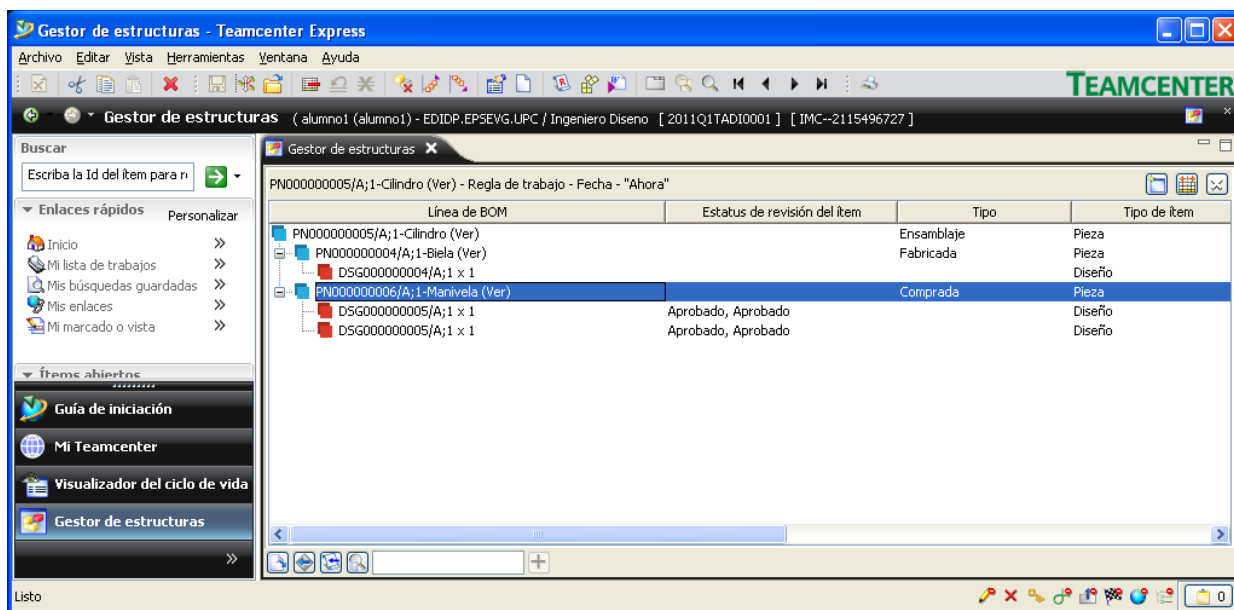 Gestor de estructuras - Teamcenter Express
Archivo Editar Vista Herramientas Ventana Ayuda
TEAMCENTER
Gestor de estructuras ( alumno1 (alumno1) - EDIDP.EPSEVG.UPC / Ingeniero Diseno [ 2011Q1TADI0001 ] [ IMC--2115496727 ]
Buscar
Escriba la Id del ítem para r
Enlaces rápidos Personalizar
Inicio
Mi lista de trabajos
Mis búsquedas guardadas
Mis enlaces
Mi marcado o vista
Ítems abiertos
Guía de iniciación
Mi Teamcenter
Visualizador del ciclo de vida
Gestor de estructuras
Gestor de estructuras
PN000000005/A;1-Cilindro (Ver) - Regla de trabajo - Fecha - "Ahora"
Línea de BOM Estatus de revisión del ítem Tipo Tipo de ítem
PN000000005/A;1-Cilindro (Ver) Ensamblaje Pieza
PN000000004/A;1-Biela (Ver) Fabricada Pieza
DSG000000004/A;1 x 1 Diseño
PN000000006/A;1-Manivela (Ver) Comprada Pieza
DSG000000005/A;1 x 1 Aprobado, Aprobado Diseño
DSG000000005/A;1 x 1 Aprobado, Aprobado Diseño
Listo
0